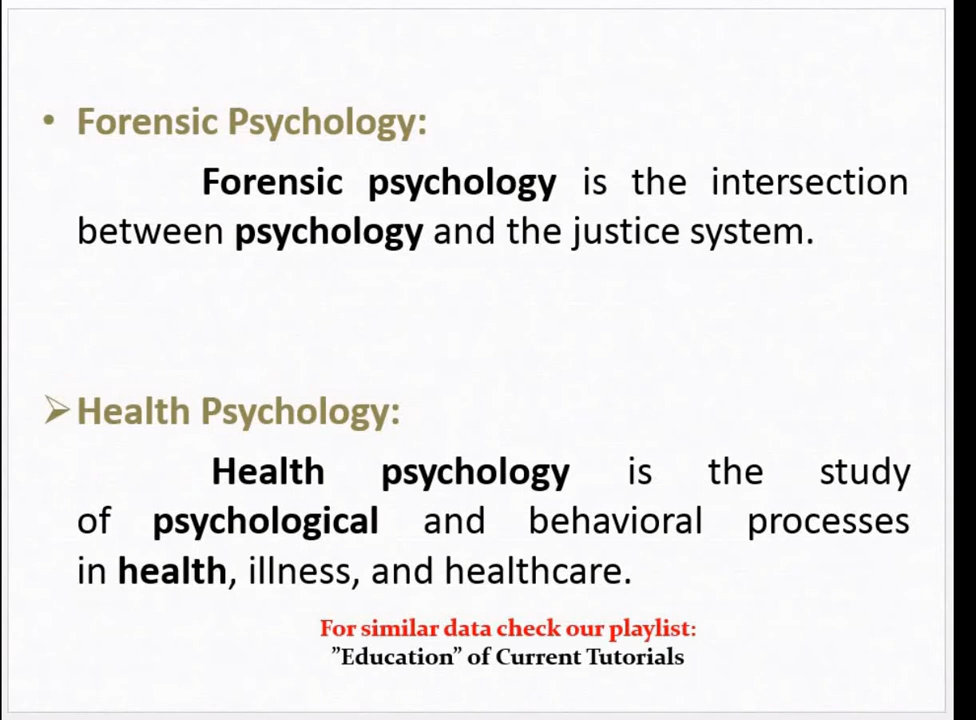 • Forensic Psychology:
Forensic psychology is the intersection
between psychology and the justice system.
➢ Health Psychology:
Health psychology is the study
of psychological and behavioral processes
in health, illness, and healthcare.
For similar data check our playlist:
”Education” of Current Tutorials